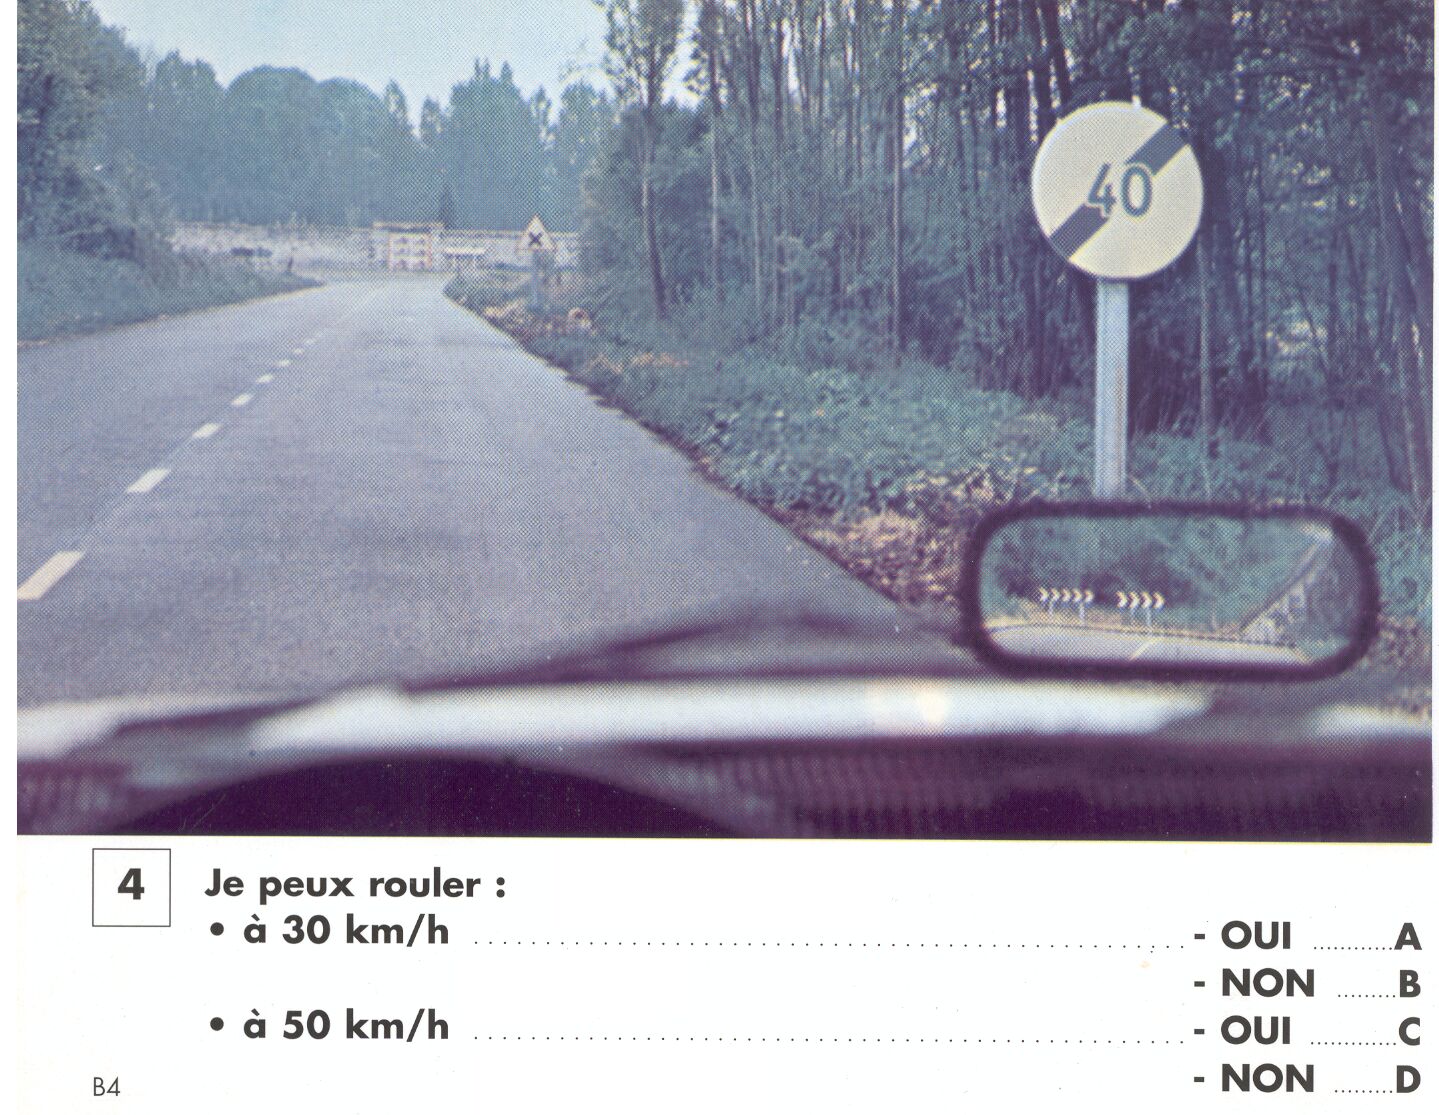 40
4 Je peux rouler :
• à 30 km/h ........ - OUI ........ A
- NON ........ B
• à 50 km/h ........ - OUI ........ C
- NON ........ D
B4